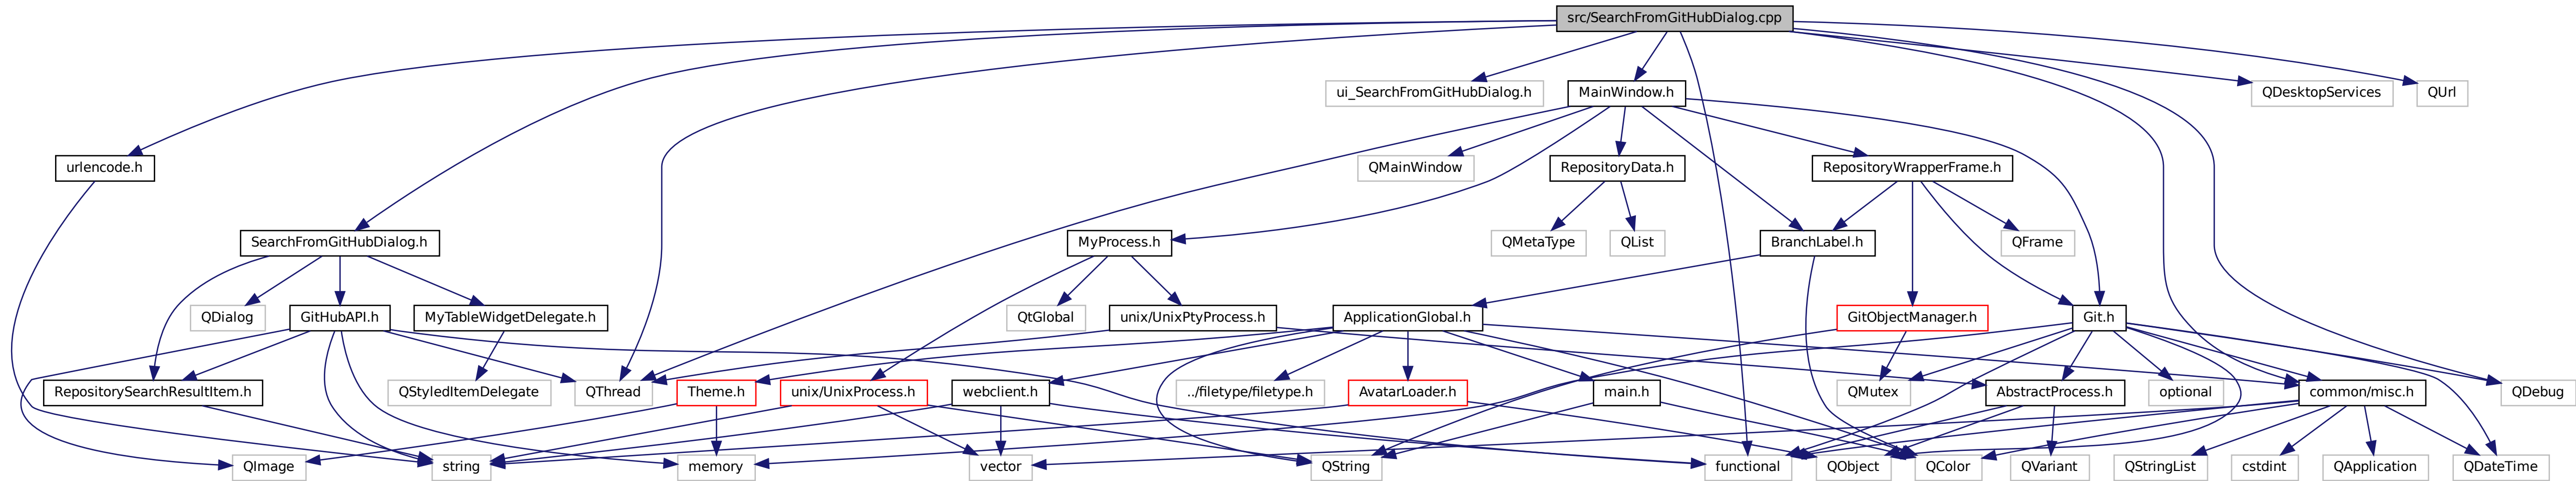 src/SearchFromGitHubDialog.cpp
ui_SearchFromGitHubDialog.h
MainWindow.h
QDesktopServices
QUrl
urlencode.h
QMainWindow
RepositoryData.h
RepositoryWrapperFrame.h
SearchFromGitHubDialog.h
MyProcess.h
QMetaType
QList
BranchLabel.h
QFrame
QDialog
GitHubAPI.h
MyTableWidgetDelegate.h
QtGlobal
unix/UnixPtyProcess.h
ApplicationGlobal.h
GitObjectManager.h
Git.h
RepositorySearchResultItem.h
QStyledItemDelegate
QThread
Theme.h
unix/UnixProcess.h
webclient.h
../filetype/filetype.h
AvatarLoader.h
main.h
QMutex
AbstractProcess.h
optional
common/misc.h
QDebug
QImage
string
memory
vector
QString
functional
QObject
QColor
QVariant
QStringList
cstdint
QApplication
QDateTime